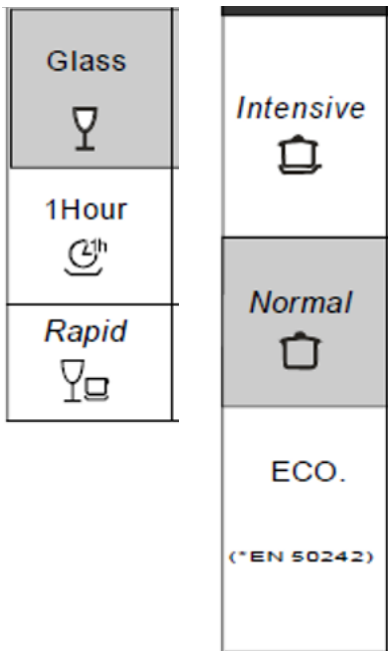 Glass
1Hour
1h
Rapid
Intensive
Normal
ECO.
(*EN 50242)